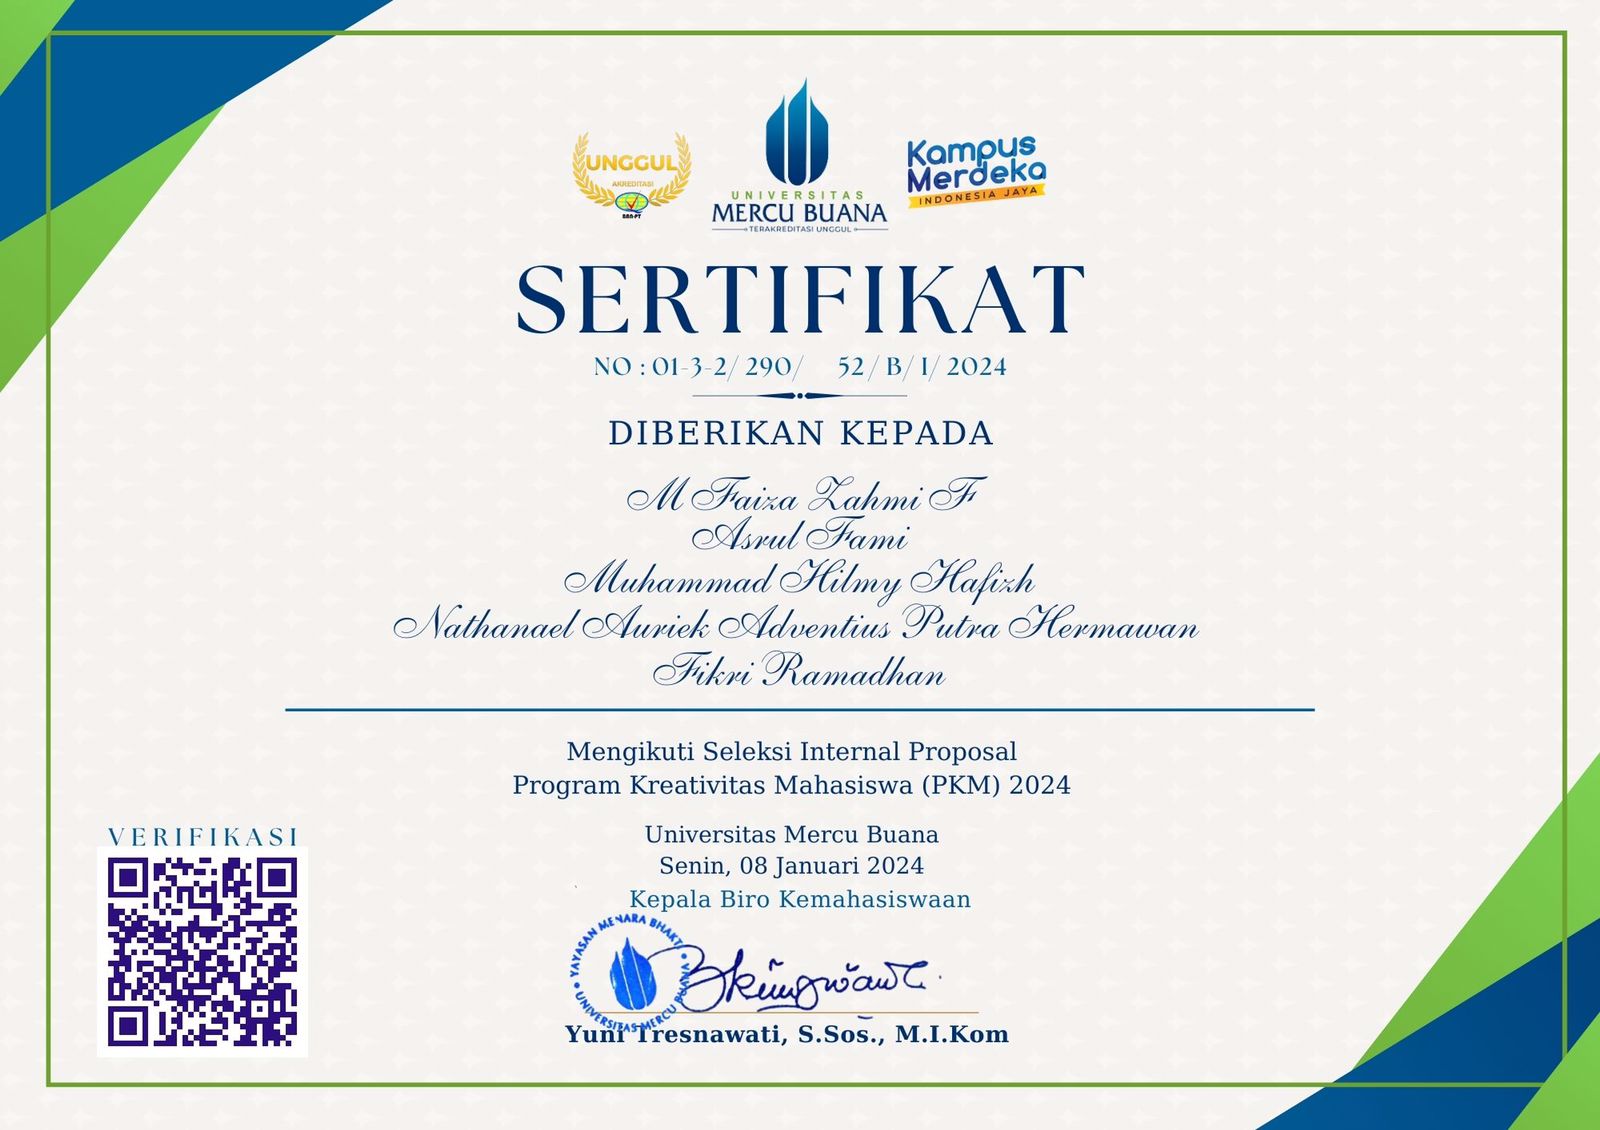 UNGGUL
AKREDITASI
BAN-PT
UNIVERSITAS
MERCU BUANA
TERAKREDITASI UNGGUL
Kampus
Merdeka
INDONESIA JAYA
SERTIFIKAT
NO : 01-3-2/ 290/ 52/ B/ I/ 2024
DIBERIKAN KEPADA
M Faiza Zahmi F
Asrul Fami
Muhammad Hilmy Hafizh
Nathanael Auriek Adventius Putra Hermawan
Fikri Ramadhan
Mengikuti Seleksi Internal Proposal
Program Kreativitas Mahasiswa (PKM) 2024
VERIFIKASI
Universitas Mercu Buana
Senin, 08 Januari 2024
Kepala Biro Kemahasiswaan
YAYASAN MENARA BHAKTI
UNIVERSITAS MERCU BUANA
Yuni Tresnawati, S.Sos., M.I.Kom